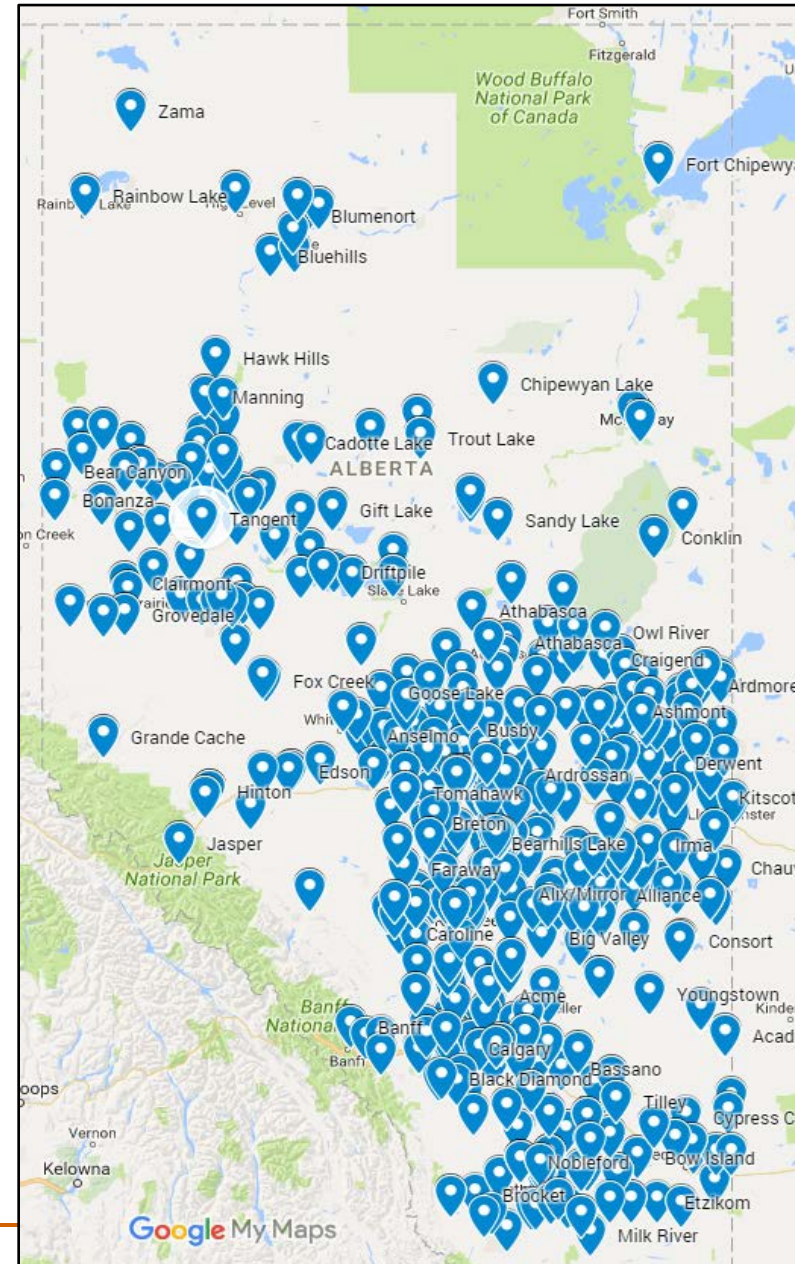 Fort Smith
Fitzgerald
Wood Buffalo
National Park
of Canada
Zama
Fort Chipewya
Rainbow Lake
Blumenort
Bluehills
Hawk Hills
Chipewyan Lake
Manning
Cadotte Lake
Trout Lake
ALBERTA
Bear Canyon
Bonanza
Gift Lake
Tangent
Sandy Lake
Conklin
Driftpile
Clairmont
Grovedale
Athabasca
Athabasca
Owl River
Craigend
Fox Creek
Ardmore
Goose Lake
Ashmont
Anselmo
Busby
Grande Cache
Derwent
Edson
Ardrossan
Hinton
Tomahawk
Kitscot
Breton
Jasper
Bearhills Lake
Irma
Jasper
National Park
Faraway
Chauv
Alix/Mirror
Alliance
Caroline
Big Valley
Consort
Youngstown
Acme
Kinde
Banff
National
Banff
Banff
Acad
Calgary
Black Diamond
Bassano
oops
Tilley
Cypress C
Vernon
Kelowna
Nobleford
Bow Island
Brocket
Etzikom
Milk River
Google My Maps